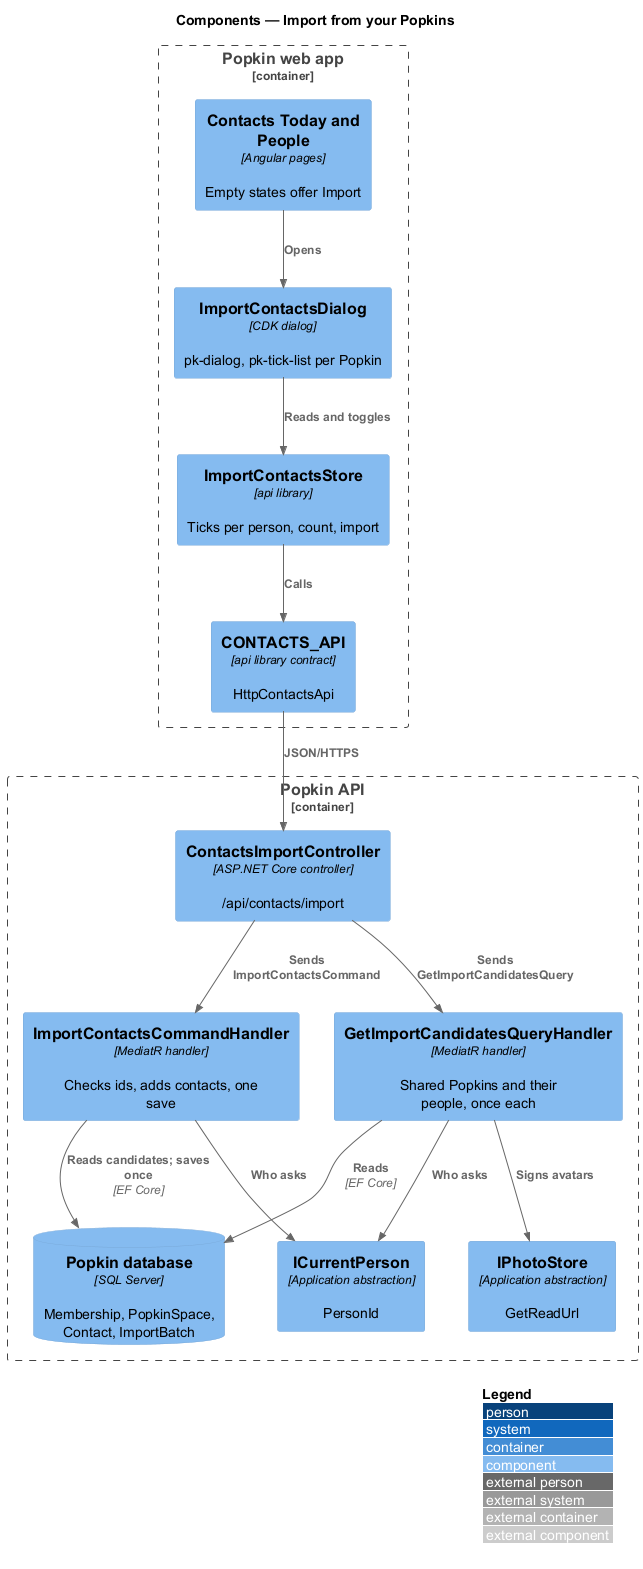 Components — Import from your Popkins
Popkin web app
[container]
Contacts Today and
People
[Angular pages]
Empty states offer Import
Opens
ImportContactsDialog
[CDK dialog]
pk-dialog, pk-tick-list per Popkin
Reads and toggles
ImportContactsStore
[api library]
Ticks per person, count, import
Calls
CONTACTS_API
[api library contract]
HttpContactsApi
JSON/HTTPS
Popkin API
[container]
ContactsImportController
[ASP.NET Core controller]
/api/contacts/import
Sends
ImportContactsCommand
Sends
GetImportCandidatesQuery
ImportContactsCommandHandler
[MediatR handler]
Checks ids, adds contacts, one
save
GetImportCandidatesQueryHandler
[MediatR handler]
Shared Popkins and their
people, once each
Reads candidates; saves
once
[EF Core]
Who asks
Reads
[EF Core]
Who asks
Signs avatars
Popkin database
[SQL Server]
Membership, PopkinSpace,
Contact, ImportBatch
ICurrentPerson
[Application abstraction]
PersonId
IPhotoStore
[Application abstraction]
GetReadUrl
Legend
person
system
container
component
external person
external system
external container
external component